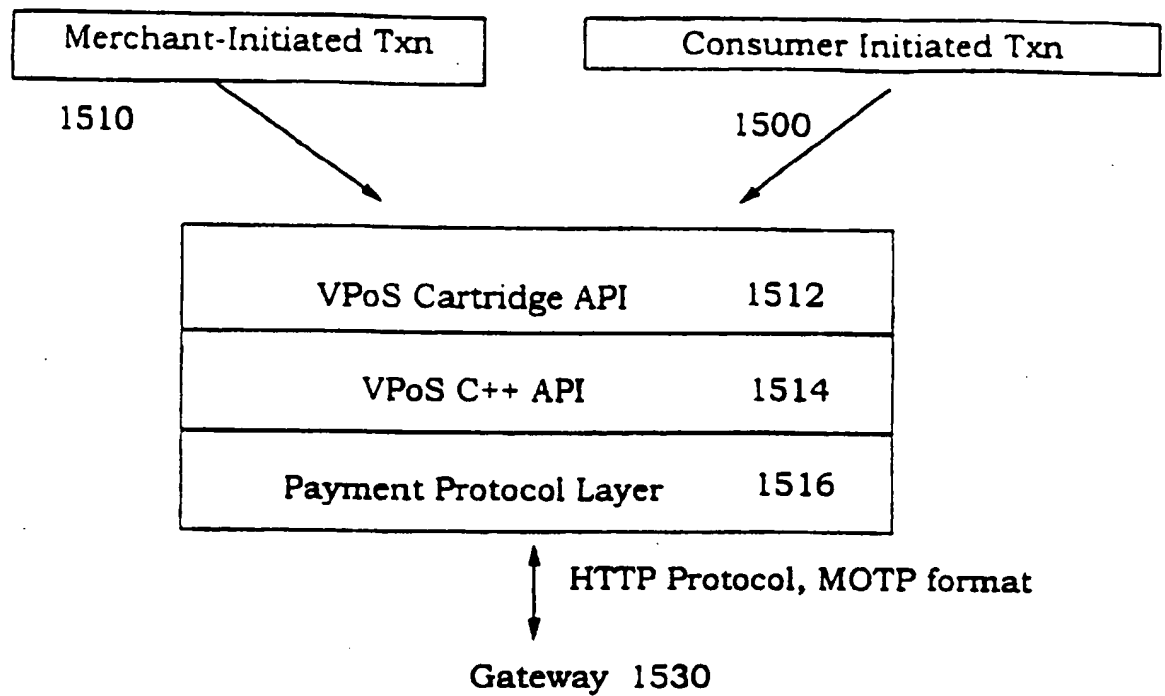 Merchant-Initiated Txn
Consumer Initiated Txn
1510
1500
VPoS Cartridge API 1512
VPoS C++ API 1514
Payment Protocol Layer 1516
HTTP Protocol, MOTP format
Gateway 1530